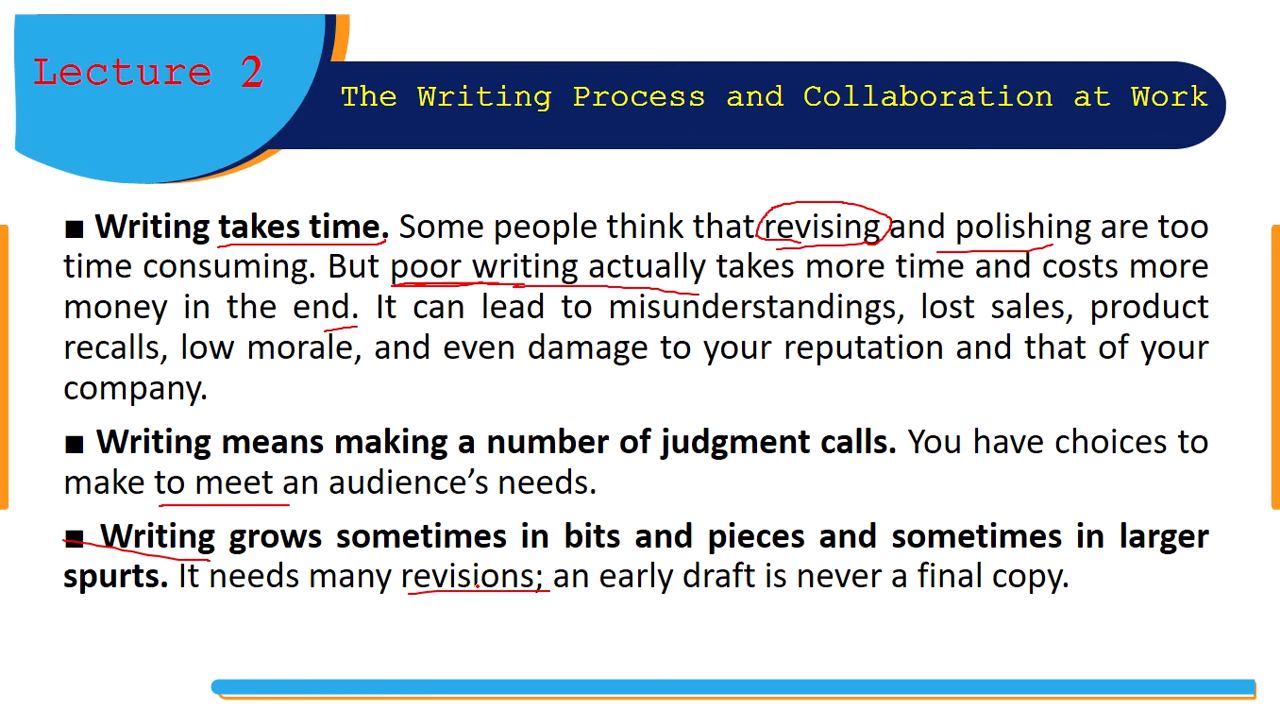 Lecture 2
The Writing Process and Collaboration at Work
■ Writing takes time. Some people think that revising and polishing are too
time consuming. But poor writing actually takes more time and costs more
money in the end. It can lead to misunderstandings, lost sales, product
recalls, low morale, and even damage to your reputation and that of your
company.
■ Writing means making a number of judgment calls. You have choices to
make to meet an audience’s needs.
■ Writing grows sometimes in bits and pieces and sometimes in larger
spurts. It needs many revisions; an early draft is never a final copy.